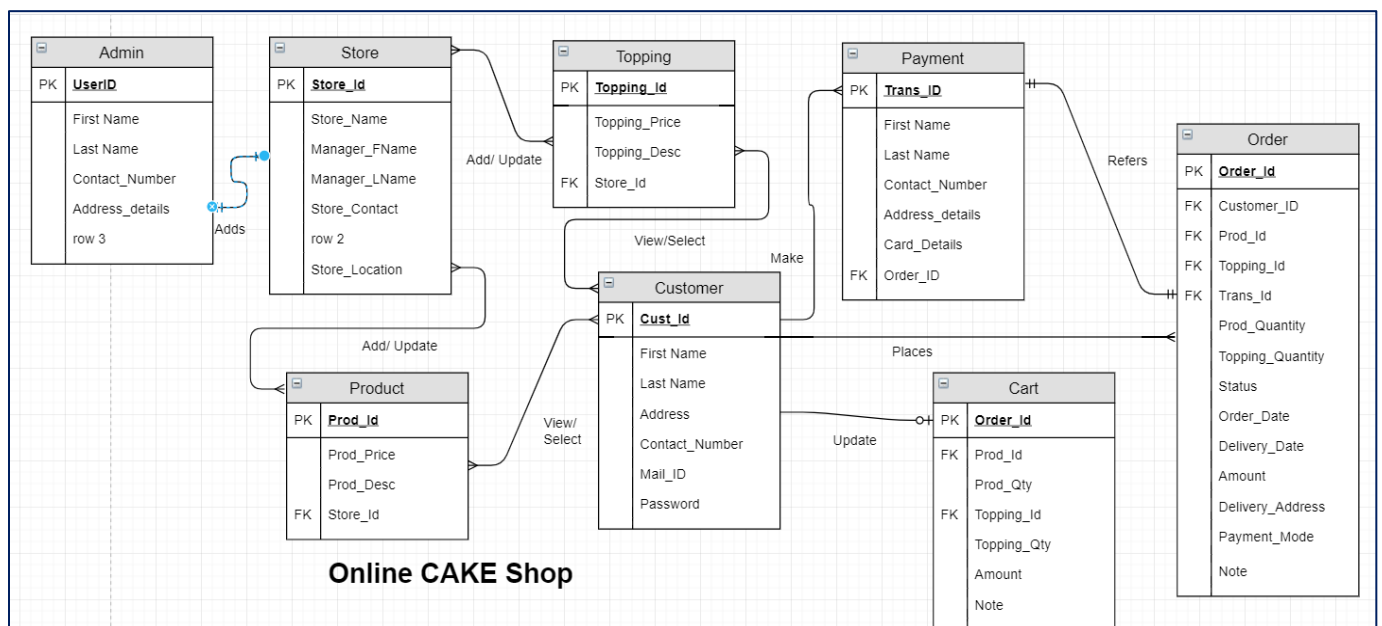 Admin
PK UserID
First Name
Last Name
Contact_Number
Address_details
row 3
Adds
Store
PK Store_Id
Store_Name
Manager_FName
Manager_LName
Store_Contact
row 2
Store_Location
Add/ Update
Topping
PK Topping_Id
Topping_Price
Topping_Desc
FK Store_Id
View/Select
Make
Payment
PK Trans_ID
First Name
Last Name
Contact_Number
Address_details
Card_Details
FK Order_ID
Refers
Order
PK Order_Id
FK Customer_ID
FK Prod_Id
FK Topping_Id
FK Trans_Id
Prod_Quantity
Topping_Quantity
Status
Order_Date
Delivery_Date
Amount
Delivery_Address
Payment_Mode
Note
Customer
PK Cust_Id
First Name
Last Name
Address
Contact_Number
Mail_ID
Password
Places
Update
Add/ Update
Product
PK Prod_Id
Prod_Price
Prod_Desc
FK Store_Id
View/
Select
Cart
PK Order_Id
FK Prod_Id
Prod_Qty
FK Topping_Id
Topping_Qty
Amount
Note
Online CAKE Shop